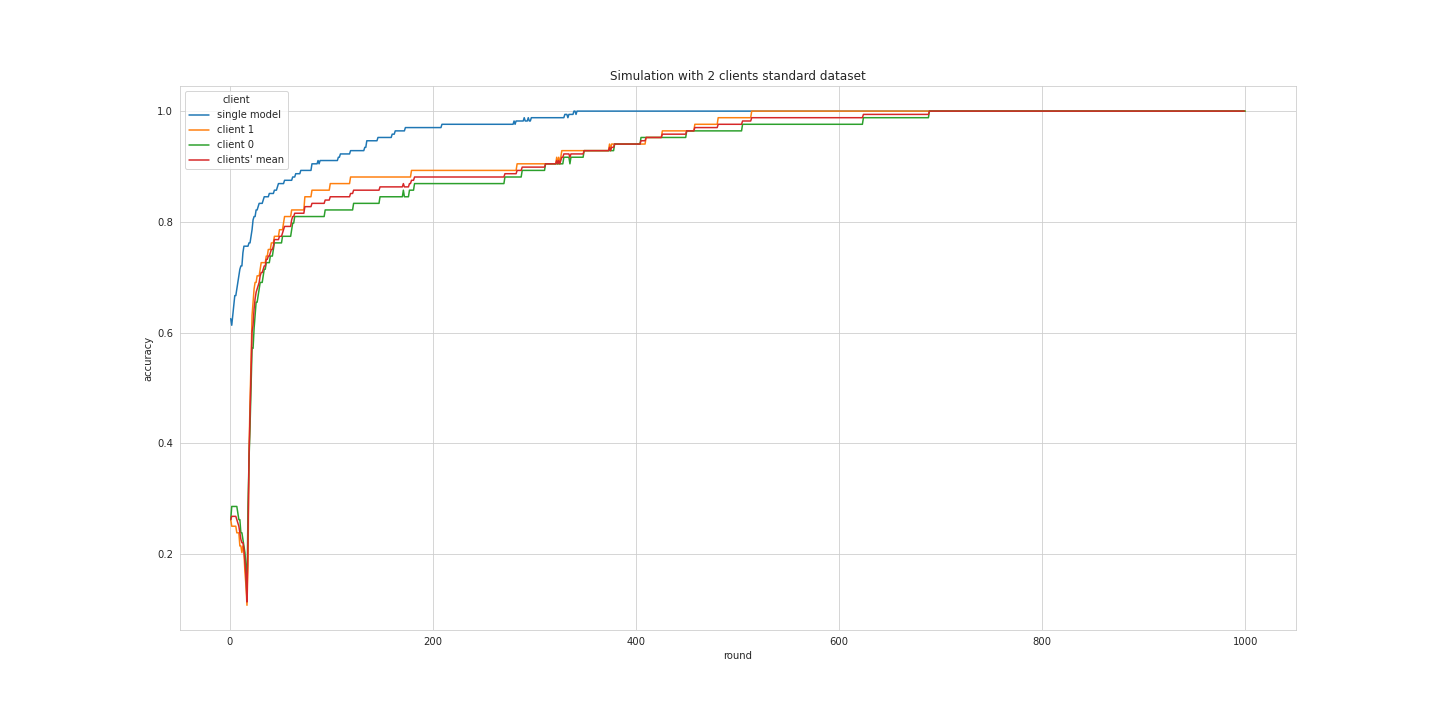 Simulation with 2 clients standard dataset
client
single model
client 1
client 0
clients' mean
1.0
0.8
0.6
0.4
0.2
accuracy
0 200 400 600 800 1000
round